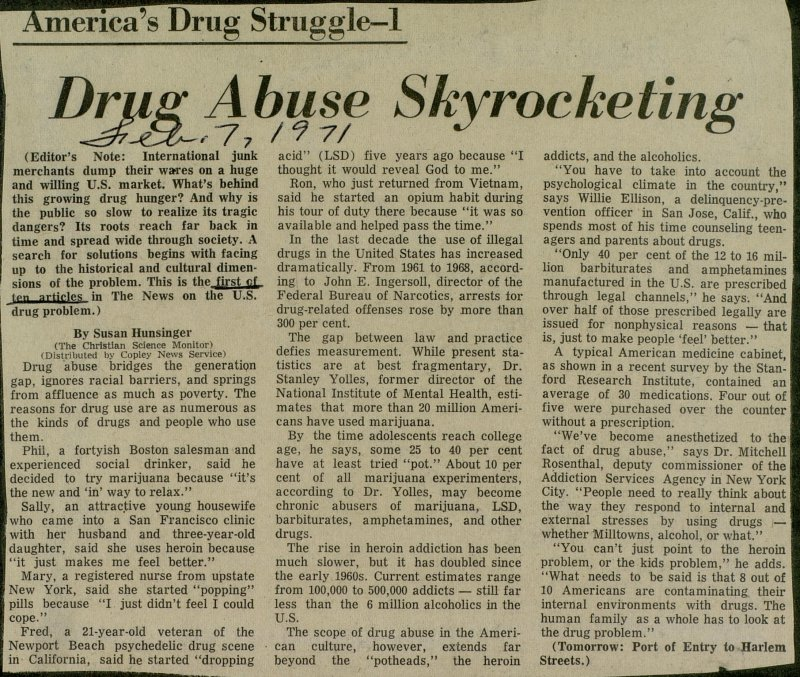 America's Drug Struggle—1
Drug Abuse Skyrocketing
Feb. 7, 1971
(Editor's Note: International junk
merchants dump their wares on a huge
and willing U.S. market. What's behind
this growing drug hunger? And why is
the public so slow to realize its tragic
dangers? Its roots reach far back in
time and spread wide through society. A
search for solutions begins with facing
up to the historical and cultural dimen-
sions of the problem. This is the first of
ten articles in The News on the U.S.
drug problem.)
By Susan Hunsinger
(The Christian Science Monitor)
(Distributed by Copley News Service)
Drug abuse bridges the generation
gap, ignores racial barriers, and springs
from affluence as much as poverty. The
reasons for drug use are as numerous as
the kinds of drugs and people who use
them.
Phil, a fortyish Boston salesman and
experienced social drinker, said he
decided to try marijuana because "it's
the new and 'in' way to relax."
Sally, an attractive young housewife
who came into a San Francisco clinic
with her husband and three-year-old
daughter, said she uses heroin because
"it just makes me feel better."
Mary, a registered nurse from upstate
New York, said she started "popping"
pills because "I just didn't feel I could
cope."
Fred, a 21-year-old veteran of the
Newport Beach psychedelic drug scene
in California, said he started "dropping
acid" (LSD) five years ago because "I
thought it would reveal God to me."
Ron, who just returned from Vietnam,
said he started an opium habit during
his tour of duty there because "it was so
available and helped pass the time."
In the last decade the use of illegal
drugs in the United States has increased
dramatically. From 1961 to 1968, accord-
ing to John E. Ingersoll, director of the
Federal Bureau of Narcotics, arrests for
drug-related offenses rose by more than
300 per cent.
The gap between law and practice
defies measurement. While present sta-
tistics are at best fragmentary, Dr.
Stanley Yolles, former director of the
National Institute of Mental Health, esti-
mates that more than 20 million Ameri-
cans have used marijuana.
By the time adolescents reach college
age, he says, some 25 to 40 per cent
have at least tried "pot." About 10 per
cent of all marijuana experimenters,
according to Dr. Yolles, may become
chronic abusers of marijuana, LSD,
barbiturates, amphetamines, and other
drugs.
The rise in heroin addiction has been
much slower, but it has doubled since
the early 1960s. Current estimates range
from 100,000 to 500,000 addicts — still far
less than the 6 million alcoholics in the
U.S.
The scope of drug abuse in the Ameri-
can culture, however, extends far
beyond the "potheads," the heroin
addicts, and the alcoholics.
"You have to take into account the
psychological climate in the country,"
says Willie Ellison, a delinquency-pre-
vention officer in San Jose, Calif., who
spends most of his time counseling teen-
agers and parents about drugs.
"Only 40 per cent of the 12 to 16 mil-
lion barbiturates and amphetamines
manufactured in the U.S. are prescribed
through legal channels," he says. "And
over half of those prescribed legally are
issued for nonphysical reasons — that
is, just to make people 'feel' better."
A typical American medicine cabinet,
as shown in a recent survey by the Stan-
ford Research Institute, contained an
average of 30 medications. Four out of
five were purchased over the counter
without a prescription.
"We've become anesthetized to the
fact of drug abuse," says Dr. Mitchell
Rosenthal, deputy commissioner of the
Addiction Services Agency in New York
City. "People need to really think about
the way they respond to internal and
external stresses by using drugs —
whether Milltowns, alcohol, or what."
"You can't just point to the heroin
problem, or the kids problem," he adds.
"What needs to be said is that 8 out of
10 Americans are contaminating their
internal environments with drugs. The
human family as a whole has to look at
the drug problem."
(Tomorrow: Port of Entry to Harlem
Streets.)